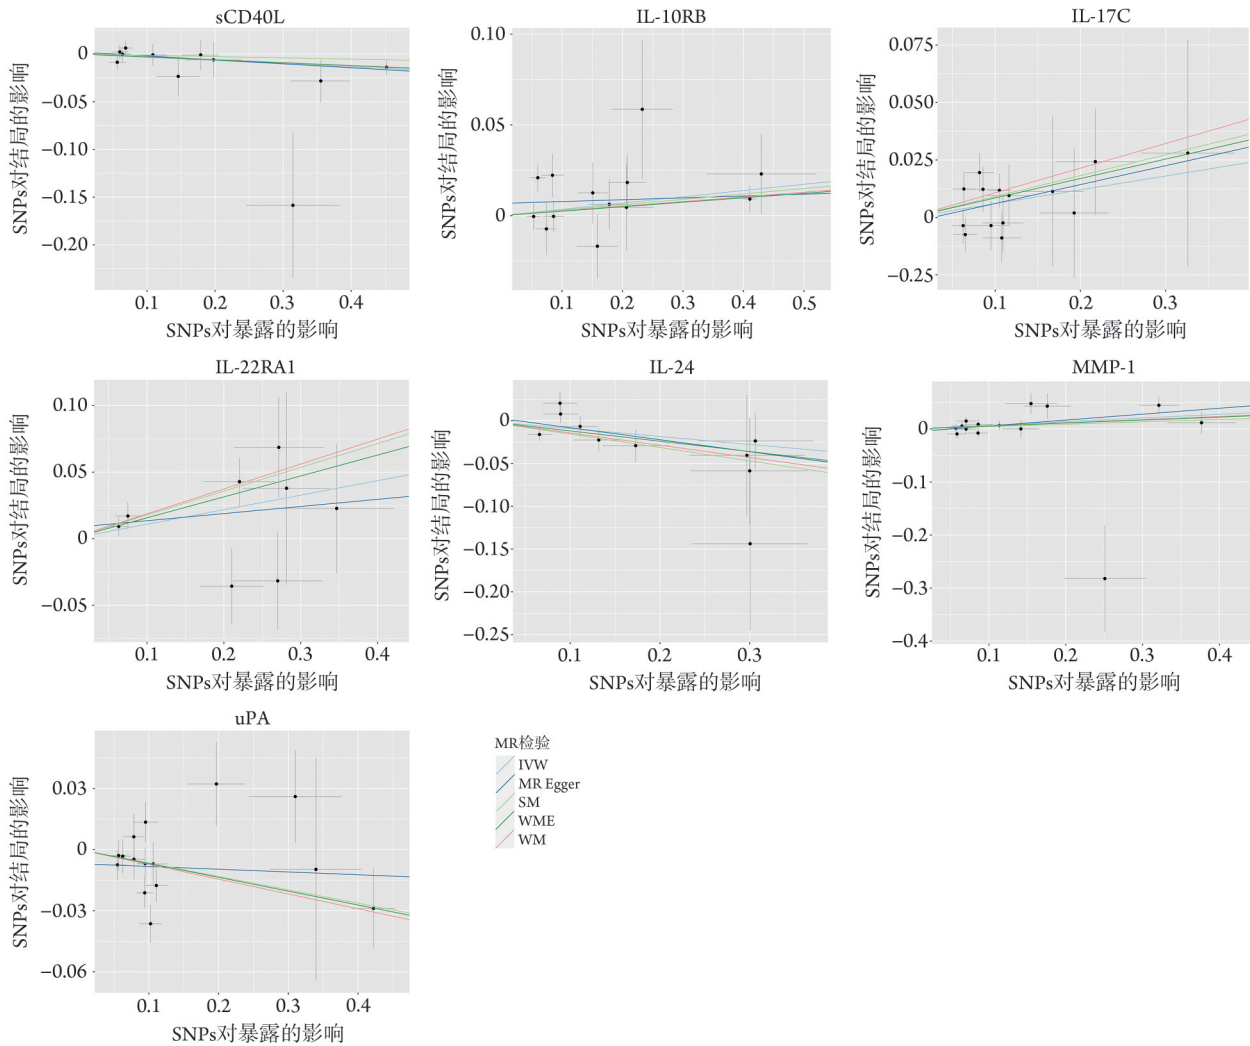 sCD40L
0
−0.05
−0.10
−0.15
−0.20
SNPs对结局的影响
0.1 0.2 0.3 0.4
SNPs对暴露的影响
IL-10RB
0.10
0.05
0
SNPs对结局的影响
0.1 0.2 0.3 0.4 0.5
SNPs对暴露的影响
IL-17C
0.075
0.050
0.025
0
−0.25
SNPs对结局的影响
0.1 0.2 0.3
SNPs对暴露的影响
IL-22RA1
0.10
0.05
0
−0.05
SNPs对结局的影响
0.1 0.2 0.3 0.4
SNPs对暴露的影响
IL-24
0
−0.05
−0.10
−0.15
−0.20
−0.25
SNPs对结局的影响
0.1 0.2 0.3
SNPs对暴露的影响
MMP-1
0
−0.1
−0.2
−0.3
−0.4
SNPs对结局的影响
0.1 0.2 0.3 0.4
SNPs对暴露的影响
uPA
0.03
0
−0.03
−0.06
SNPs对结局的影响
0.1 0.2 0.3 0.4
SNPs对暴露的影响
MR检验
IVW
MR Egger
SM
WME
WM